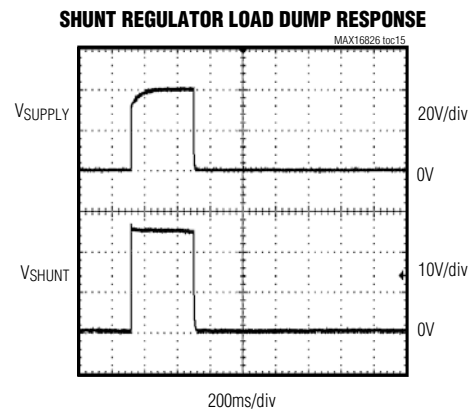 SHUNT REGULATOR LOAD DUMP RESPONSE
MAX16826 toc15
VSUPPLY
20V/div
0V
VSHUNT
10V/div
0V
200ms/div